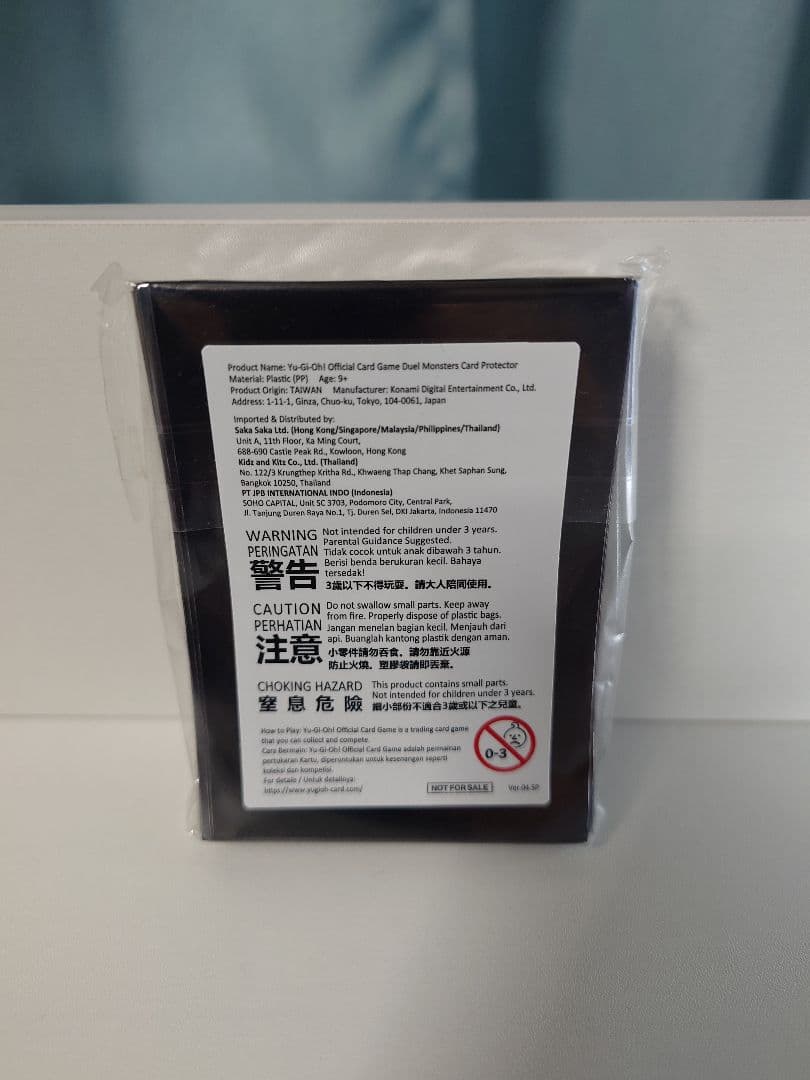 Product Name: Yu-Gi-Oh! Official Card Game Duel Monsters Card Protector
Material: Plastic (PP) Age: 9+
Product Origin: TAIWAN Manufacturer: Konami Digital Entertainment Co., Ltd.
Address: 1-11-1, Ginza, Chuo-ku, Tokyo, 104-0061, Japan
Imported & Distributed by:
Saka Saka Ltd. (Hong Kong/Singapore/Malaysia/Philippines/Thailand)
Unit A, 11th Floor, Ka Ming Court,
688-690 Castle Peak Rd., Kowloon, Hong Kong
Kidz and Kitz Co., Ltd. (Thailand)
No. 122/3 Krungthep Kritha Rd., Khwaeng Thap Chang, Khet Saphan Sung,
Bangkok 10250, Thailand
PT JPB INTERNATIONAL INDO (Indonesia)
SOHO CAPITAL, Unit SC 3703, Podomoro City, Central Park,
Jl. Tanjung Duren Raya No.1, Tj. Duren Sel, DKI Jakarta, Indonesia 11470
WARNING
PERINGATAN
警告
Not intended for children under 3 years.
Parental Guidance Suggested.
Tidak cocok untuk anak dibawah 3 tahun.
Berisi benda berukuran kecil. Bahaya
tersedak!
3歲以下不得玩耍。請大人陪同使用。
CAUTION
PERHATIAN
注意
Do not swallow small parts. Keep away
from fire. Properly dispose of plastic bags.
Jangan menelan bagian kecil. Menjauh dari
api. Buanglah kantong plastik dengan aman.
小零件請勿吞食，請勿靠近火源
防止火燒。塑膠袋請即丟棄。
CHOKING HAZARD
窒息危險
This product contains small parts.
Not intended for children under 3 years.
細小部份不適合3歲或以下之兒童。
How to Play: Yu-Gi-Oh! Official Card Game is a trading card game
that you can collect and compete.
Cara Bermain: Yu-Gi-Oh! Official Card Game adalah permainan
pertukaran Kartu, diperuntukan untuk kesenangan seperti
koleksi dan kompetisi.
For details / Untuk detailnya:
https://www.yugioh-card.com/
0-3
NOT FOR SALE
Ver.04-SP